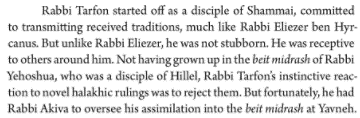 Rabbi Tarfon started off as a disciple of Shammai, committed
to transmitting received traditions, much like Rabbi Eliezer ben Hyr-
canus. But unlike Rabbi Eliezer, he was not stubborn. He was receptive
to others around him. Not having grown up in the beit midrash of Rabbi
Yehoshua, who was a disciple of Hillel, Rabbi Tarfon's instinctive reac-
tion to novel halakhic rulings was to reject them. But fortunately, he had
Rabbi Akiva to oversee his assimilation into the beit midrash at Yavneh.